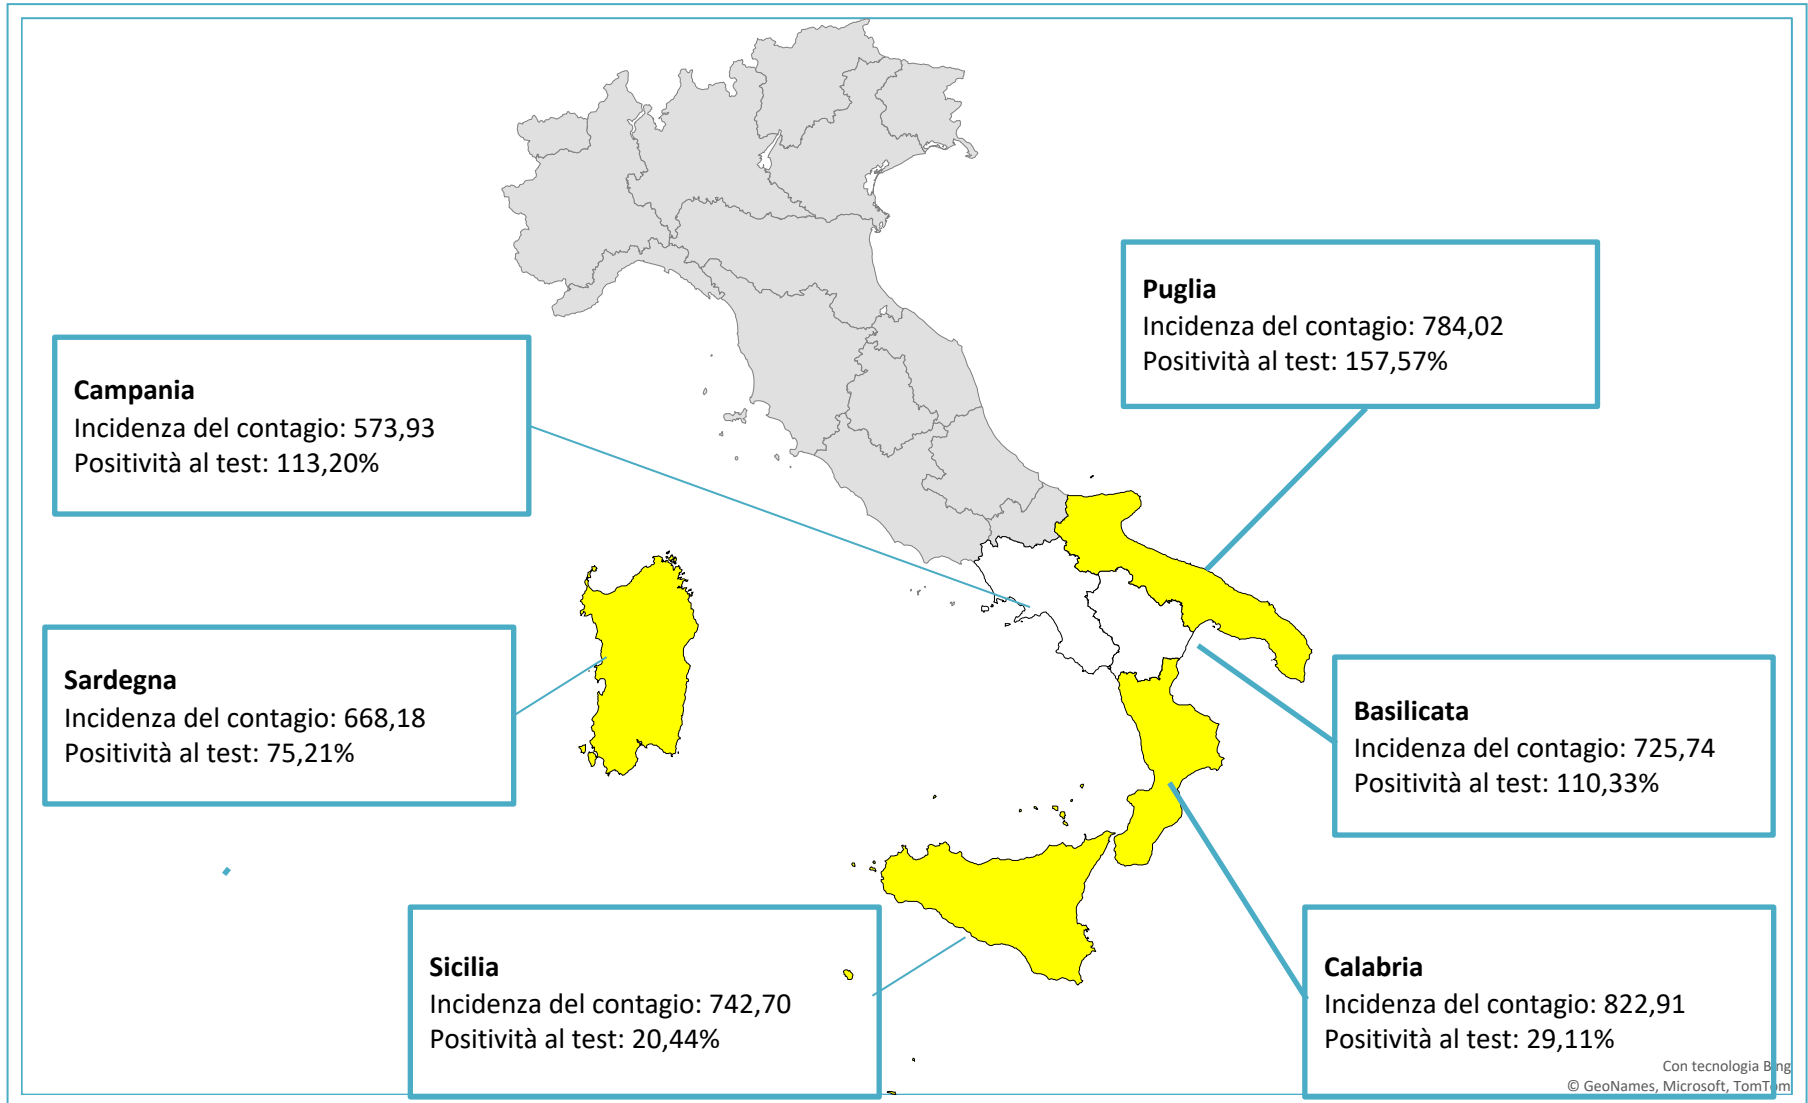 Puglia
Incidenza del contagio: 784,02
Positività al test: 157,57%
Campania
Incidenza del contagio: 573,93
Positività al test: 113,20%
Sardegna
Incidenza del contagio: 668,18
Positività al test: 75,21%
Basilicata
Incidenza del contagio: 725,74
Positività al test: 110,33%
Sicilia
Incidenza del contagio: 742,70
Positività al test: 20,44%
Calabria
Incidenza del contagio: 822,91
Positività al test: 29,11%
Con tecnologia Bing
© GeoNames, Microsoft, TomTom